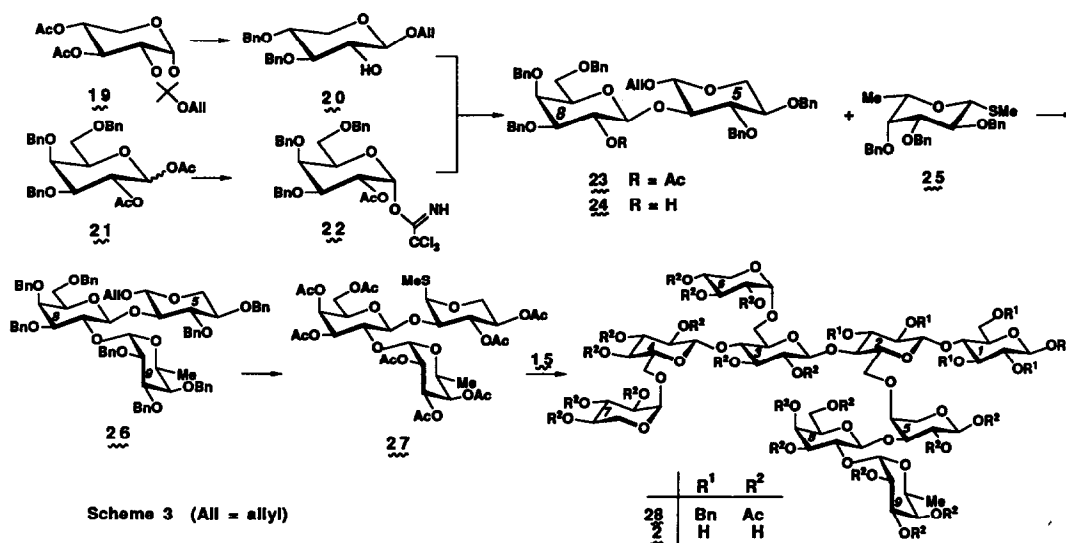 AcO
O
AcO
O
O
OAll
19
BnO
O
OAll
BnO
HO
20
BnO
OBn
O
OAc
BnO
AcO
21
BnO
OBn
O
BnO
AcO
O
NH
CCl3
22
BnO
OBn
O
8
BnO
OR
O
AllO
O
5
OBn
BnO
23 R = Ac
24 R = H
+
Me
O
SMe
OBn
OBn
BnO
25
BnO
OBn
O
8
BnO
O
AllO
O
5
OBn
OBn
O
O
BnO
9
Me
OBn
BnO
26
AcO
OAc
O
AcO
O
MeS
O
OAc
OAc
O
O
AcO
Me
OAc
AcO
27
15
R2O
O
6
R2O
R2O
O
R2O
OR2
R2O
O
4
R2O
OR2
R2O
R2O
7
O
O
O
O
3
R2O
OR2
O
R1O
OR1
2
O
O
R1O
O
1
R1O
OR1
OR1
O
R2O
OR2
O
8
R2O
O
O
5
O
R2O
OR2
O
O
R2O
9
Me
OR2
R2O
R1 R2
28 Bn Ac
2 H H
Scheme 3 (All = allyl)